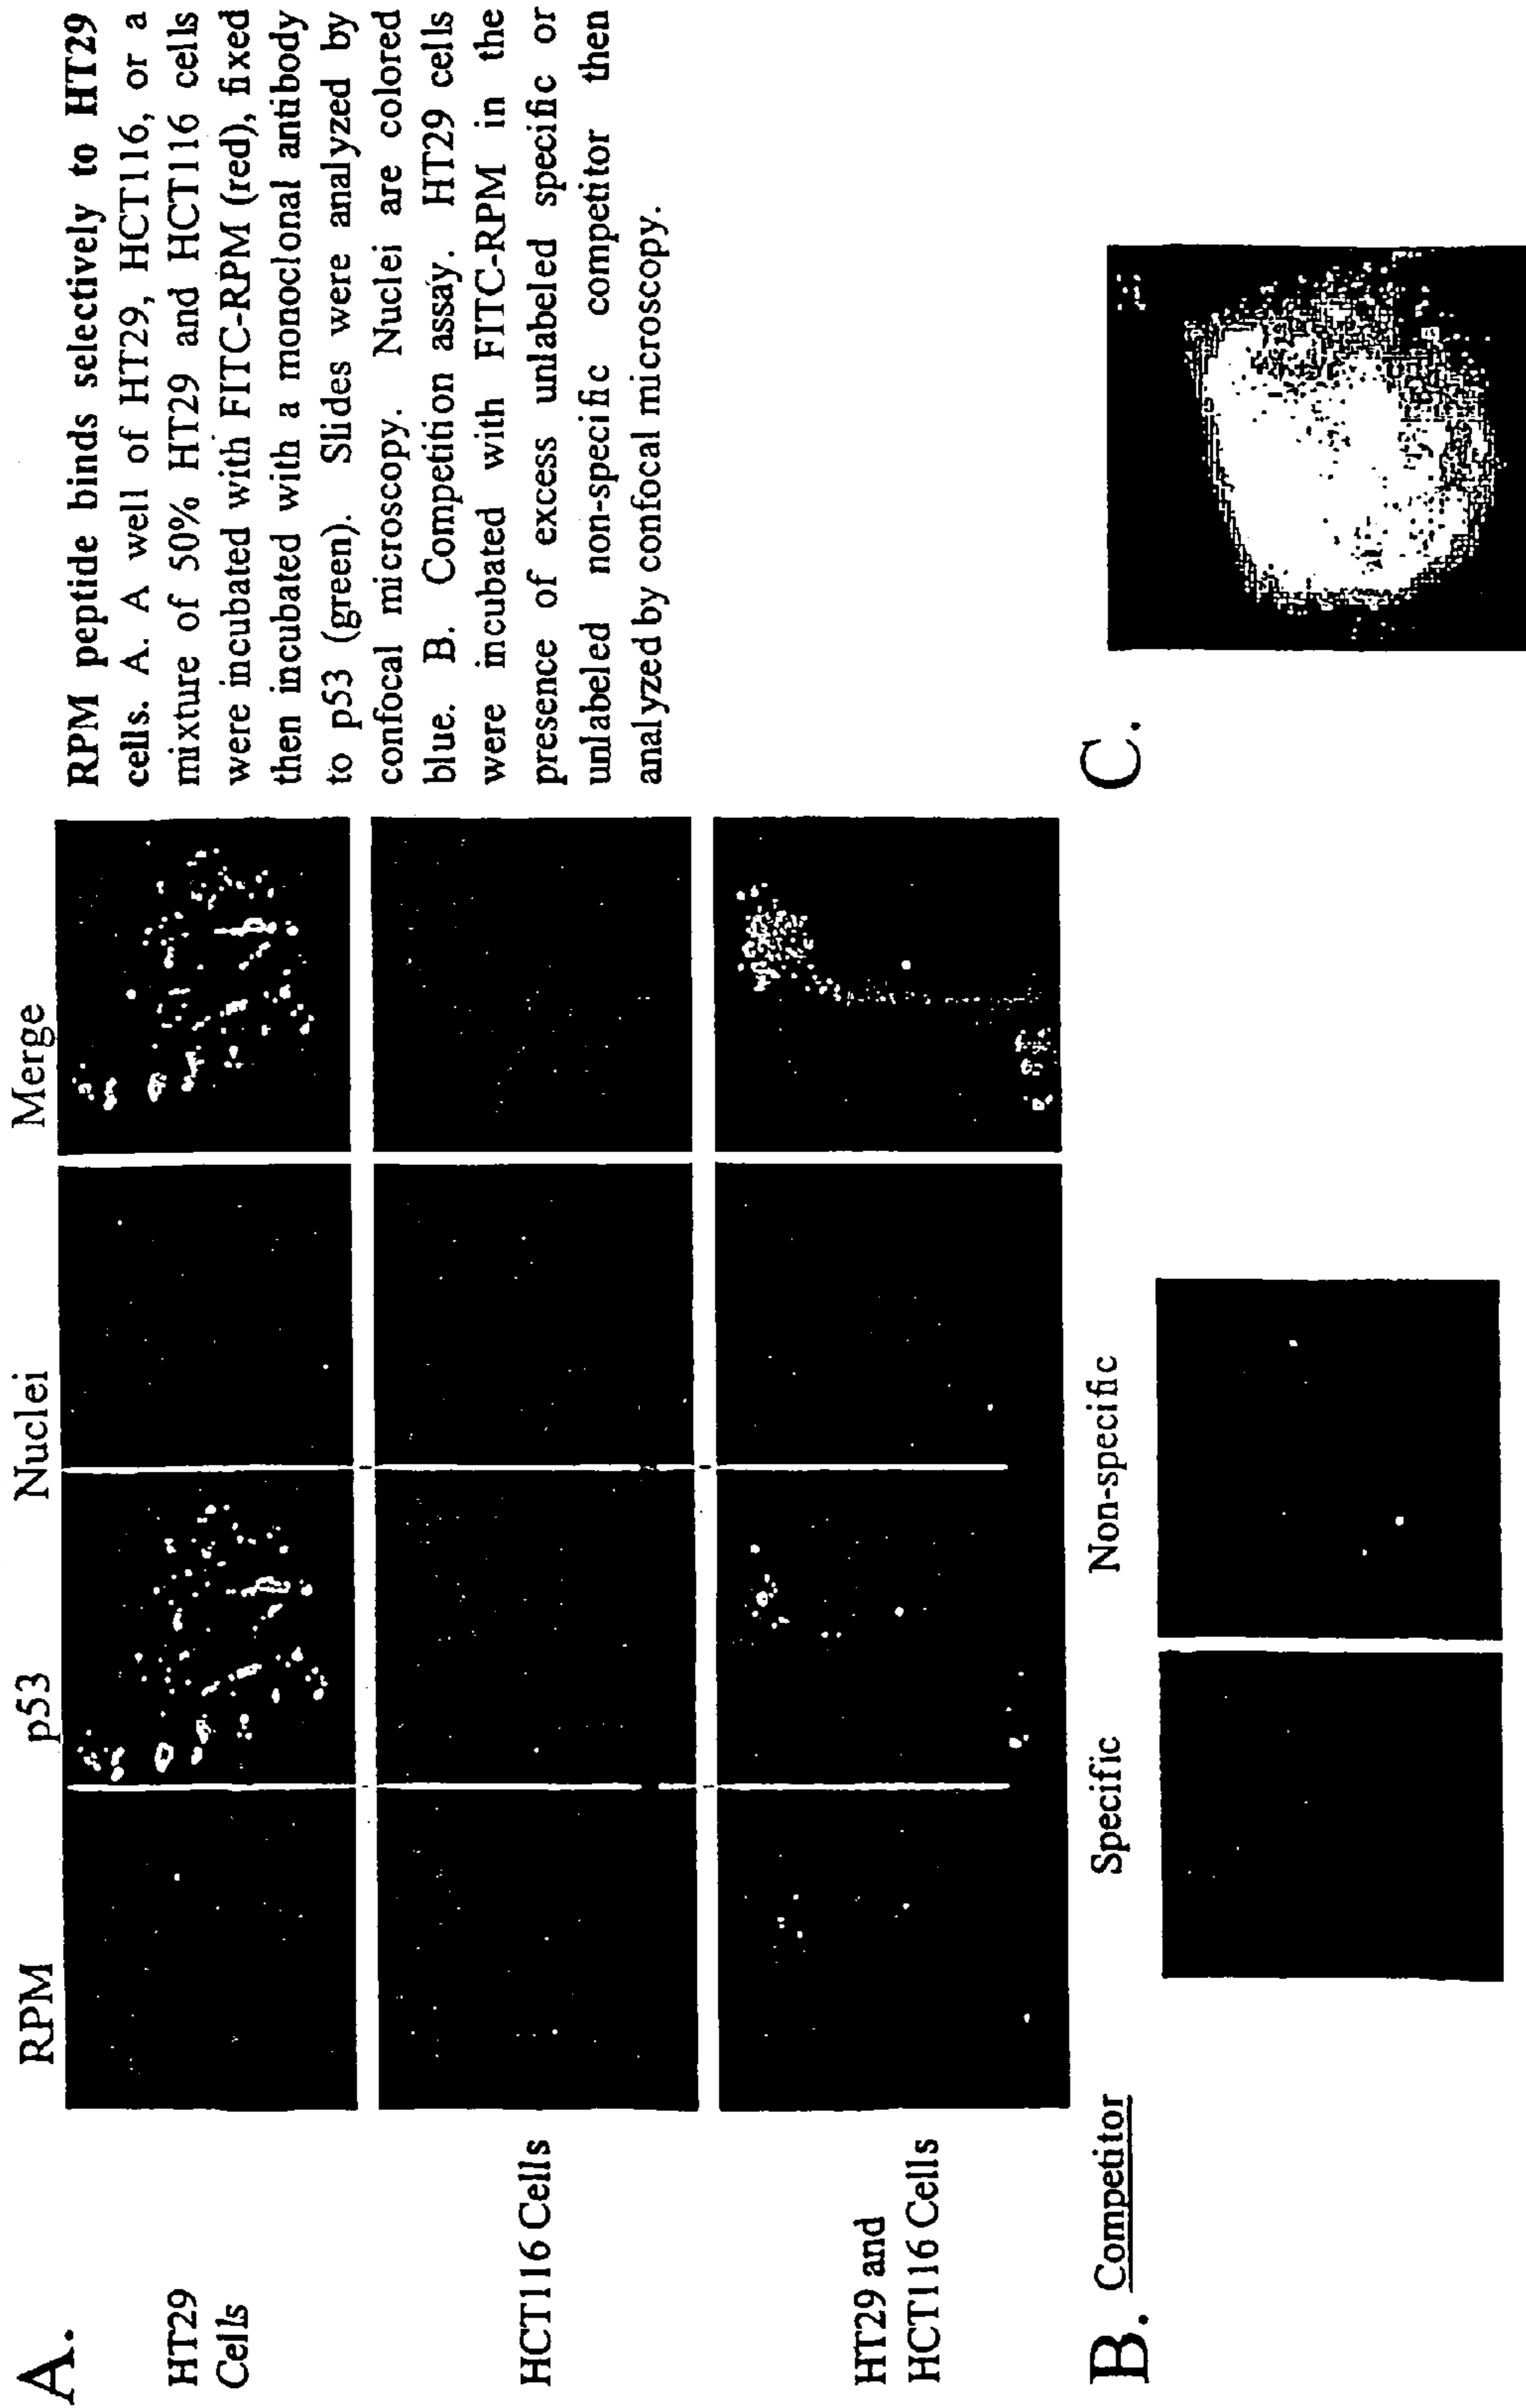 A.
RPM
p53
Nuclei
Merge
HT29
Cells
HCT116 Cells
HT29 and
HCT116 Cells
RPM peptide binds selectively to HT29
cells. A. A well of HT29, HCT116, or a
mixture of 50% HT29 and HCT116 cells
were incubated with FITC-RPM (red), fixed
then incubated with a monoclonal antibody
to p53 (green). Slides were analyzed by
confocal microscopy. Nuclei are colored
blue. B. Competition assay. HT29 cells
were incubated with FITC-RPM in the
presence of excess unlabeled specific or
unlabeled non-specific competitor then
analyzed by confocal microscopy.
B. Competitor
Specific
Non-specific
C.